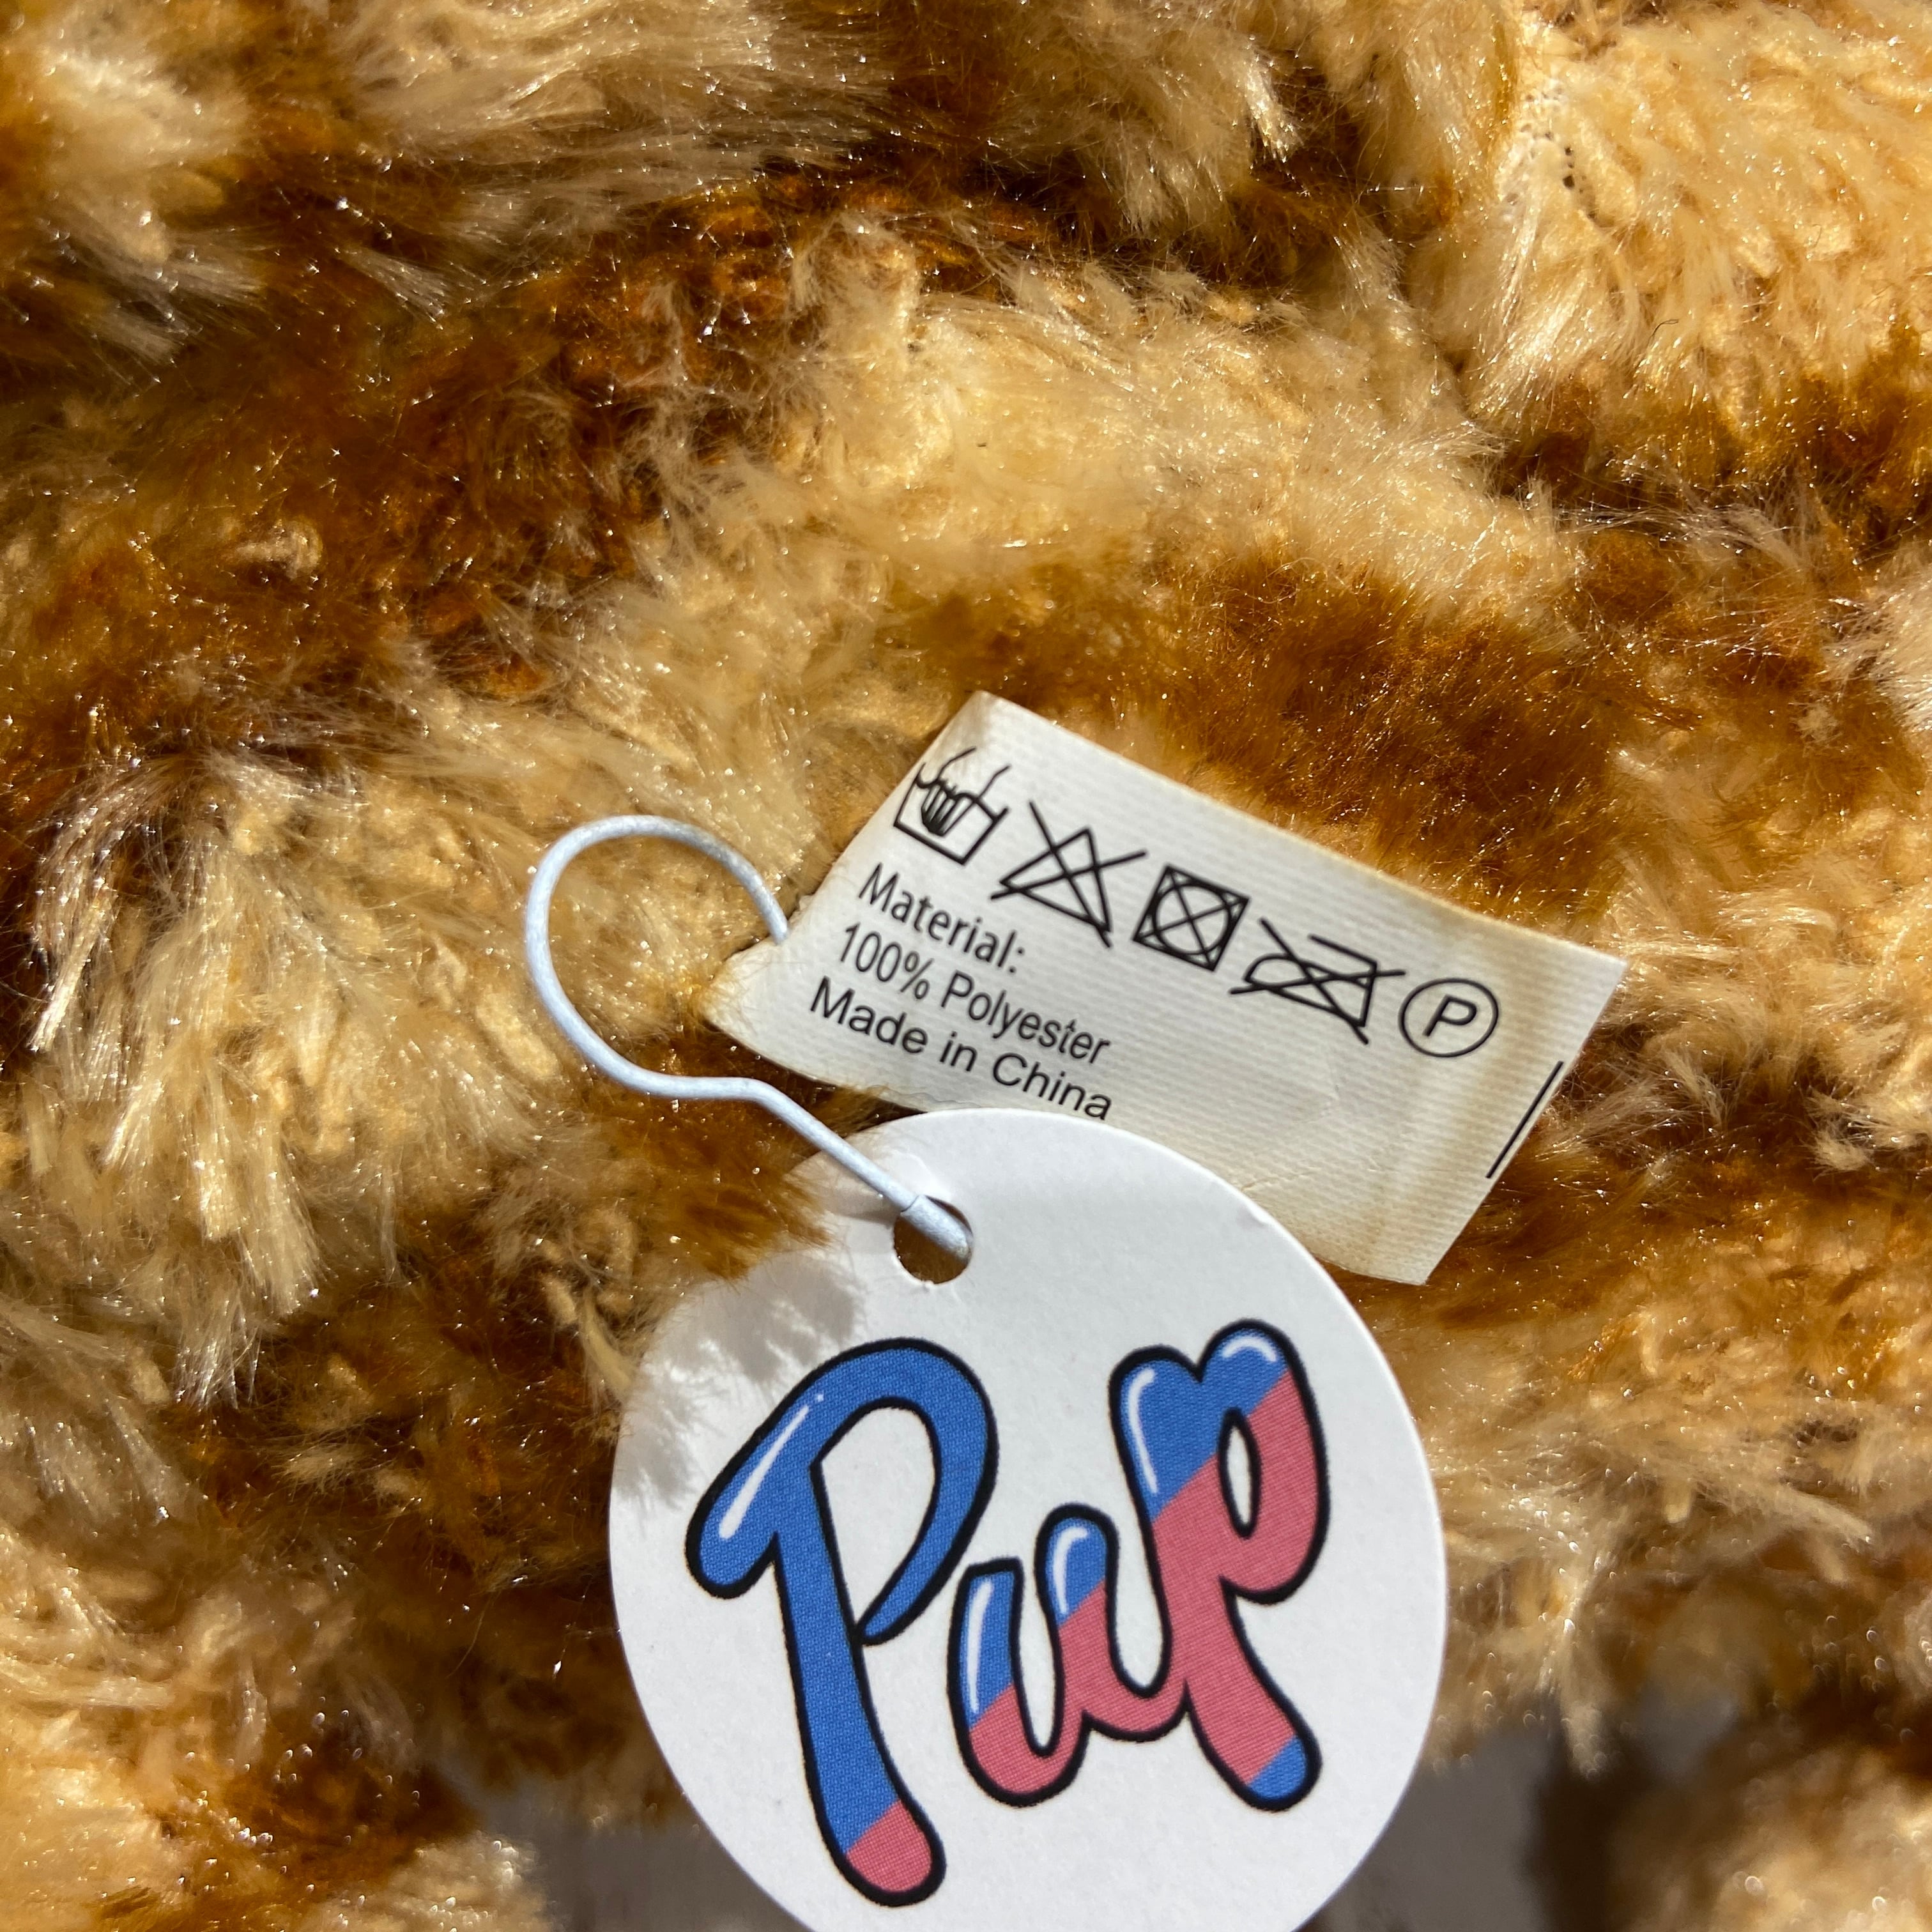 P
Material:
100% Polyester
Made in China
Pup